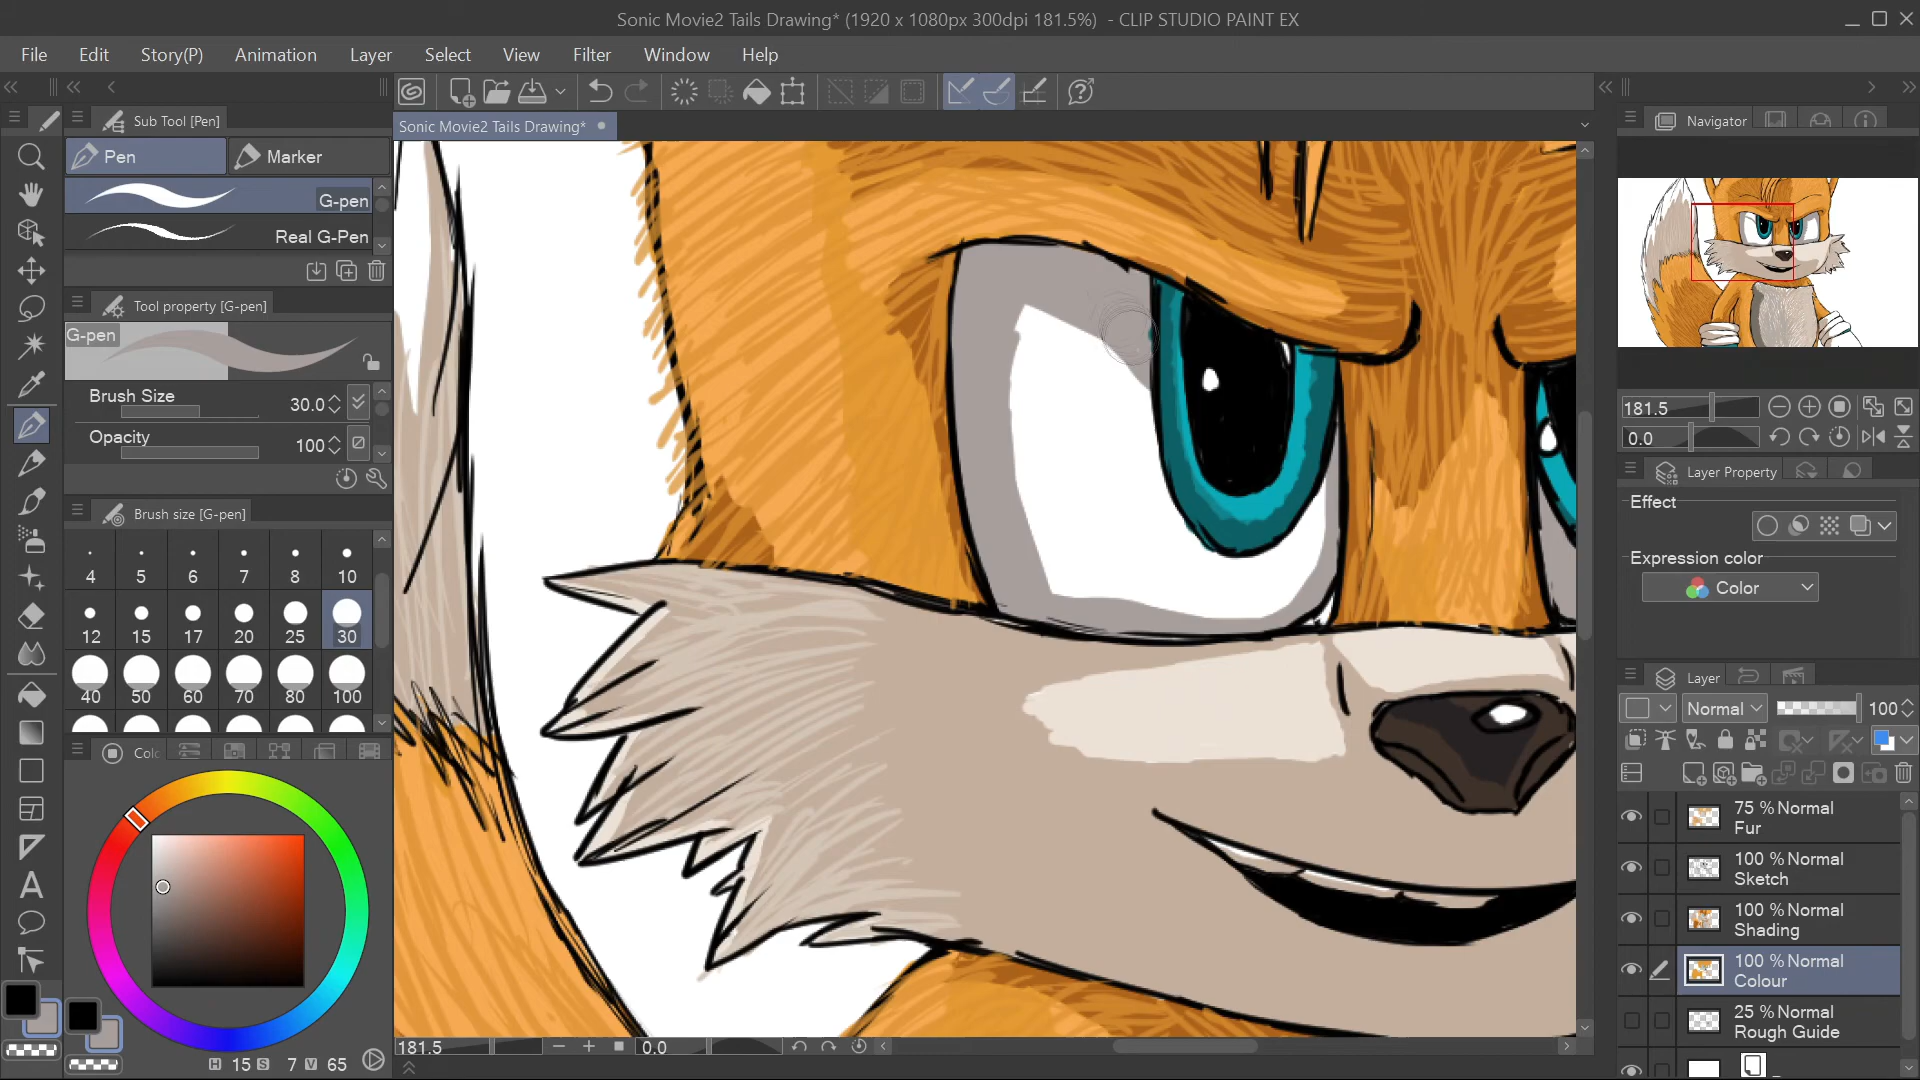 Sonic Movie2 Tails Drawing* (1920 x 1080px 300dpi 181.5%) - CLIP STUDIO PAINT EX
File Edit Story(P) Animation Layer Select View Filter Window Help
Sub Tool [Pen]
Pen Marker
G-pen
Real G-Pen
Tool property [G-pen]
G-pen
Brush Size 30.0
Opacity 100
Brush size [G-pen]
4 5 6 7 8 10
12 15 17 20 25 30
40 50 60 70 80 100
H 15 S 7 V 65
Sonic Movie2 Tails Drawing*
181.5 0.0
Navigator
181.5
0.0
Layer Property
Effect
Expression color
Color
Layer
Normal 100
75 % Normal
Fur
100 % Normal
Sketch
100 % Normal
Shading
100 % Normal
Colour
25 % Normal
Rough Guide